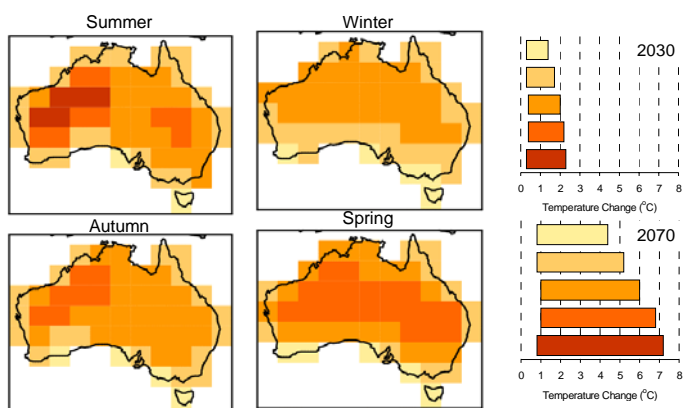 Summer
Winter
2030
0 1 2 3 4 5 6 7 8
Temperature Change (°C)
Autumn
Spring
2070
0 1 2 3 4 5 6 7 8
Temperature Change (°C)